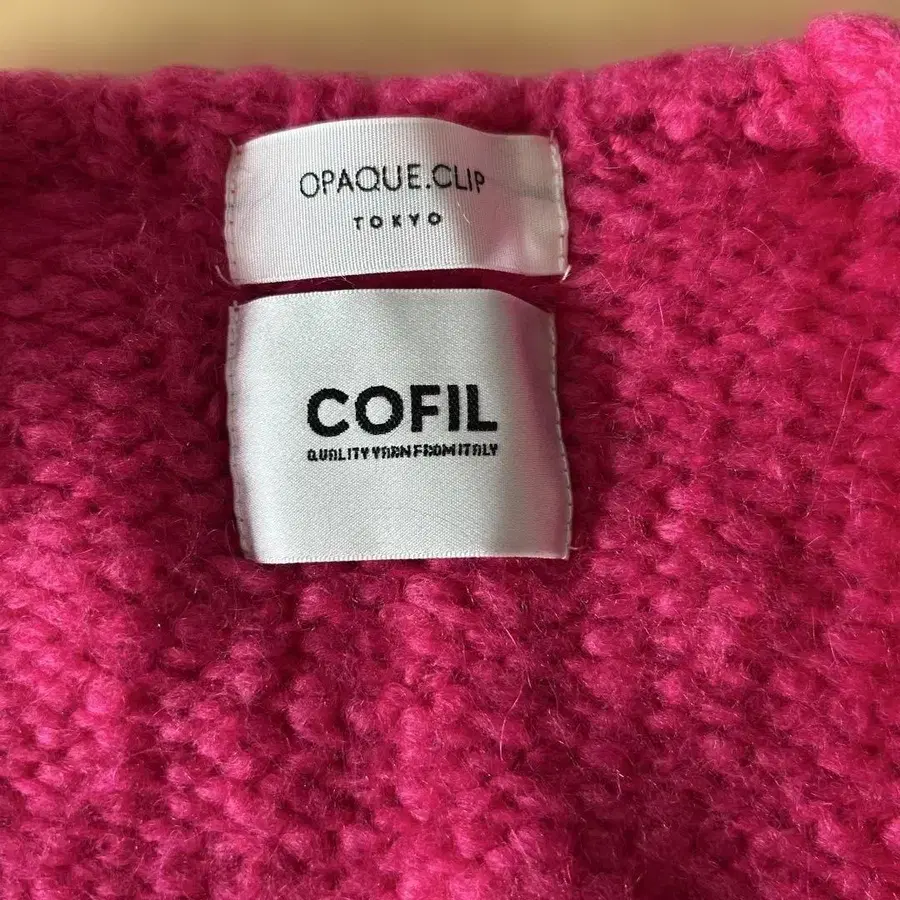 OPAQUE.CLIP
TOKYO
COFIL
QUALITY YARN FROM ITALY